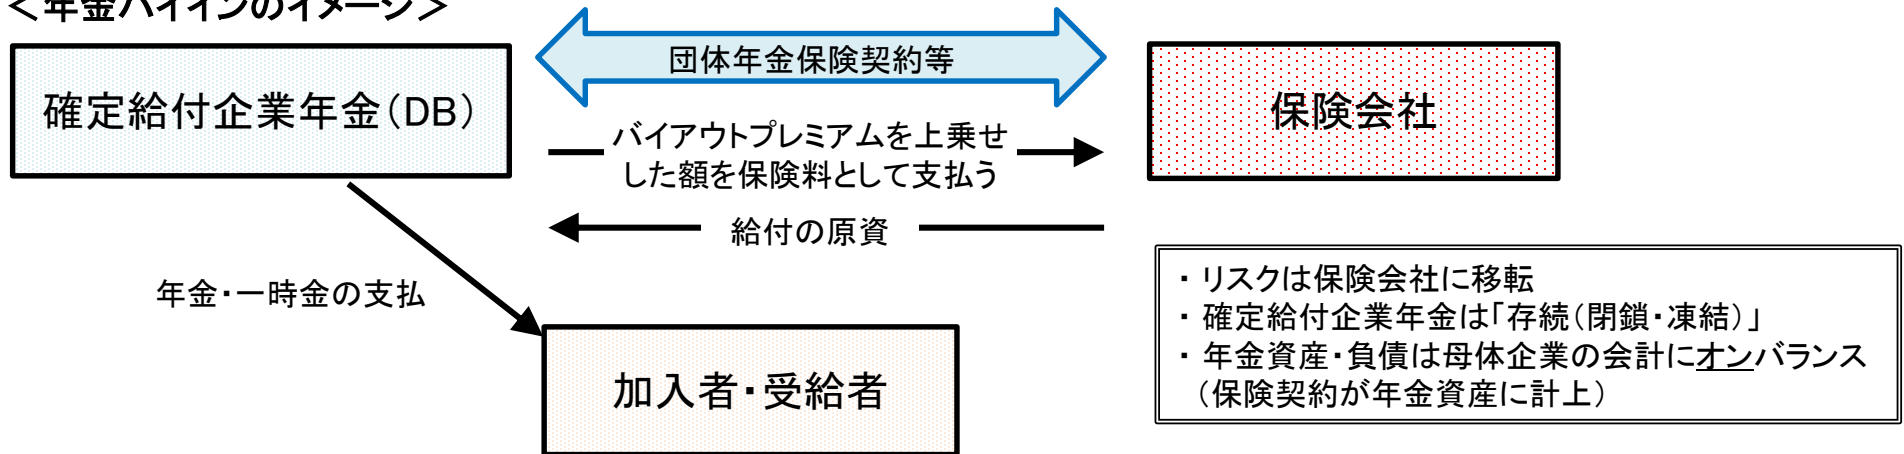 ＜年金バイインのイメージ＞
団体年金保険契約等
確定給付企業年金（DB）
保険会社
バイアウトプレミアムを上乗せ
した額を保険料として支払う
給付の原資
年金・一時金の支払
・ リスクは保険会社に移転
・ 確定給付企業年金は「存続（閉鎖・凍結）」
・ 年金資産・負債は母体企業の会計にオンバランス
（保険契約が年金資産に計上）
加入者・受給者